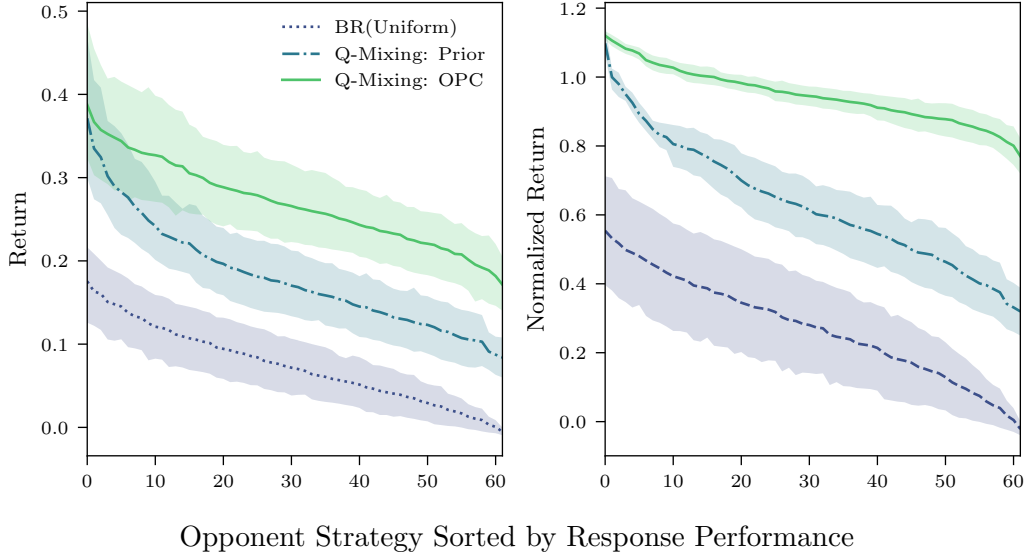 Return
0.5
0.4
0.3
0.2
0.1
0.0
BR(Uniform)
Q-Mixing: Prior
Q-Mixing: OPC
0 10 20 30 40 50 60
Normalized Return
1.2
1.0
0.8
0.6
0.4
0.2
0.0
0 10 20 30 40 50 60
Opponent Strategy Sorted by Response Performance